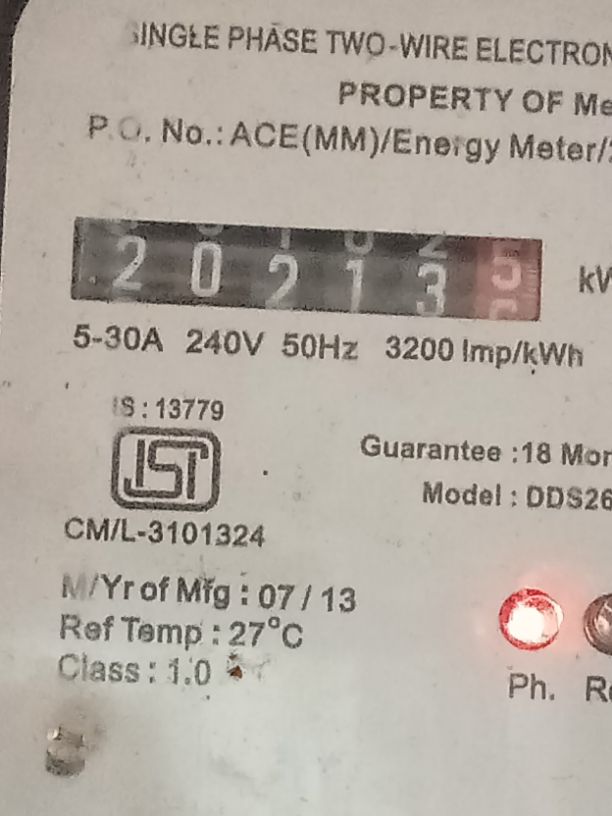 SINGLE PHASE TWO-WIRE ELECTRON
PROPERTY OF Me
P.O. No.: ACE(MM)/Energy Meter/
2 0 2 1 3 5 kW
5-30A 240V 50Hz 3200 Imp/kWh
IS : 13779
ISI
CM/L-3101324
Guarantee :18 Mon
Model : DDS26
M/Yr of Mfg : 07 / 13
Ref Temp : 27°C
Class : 1.0
Ph. Re